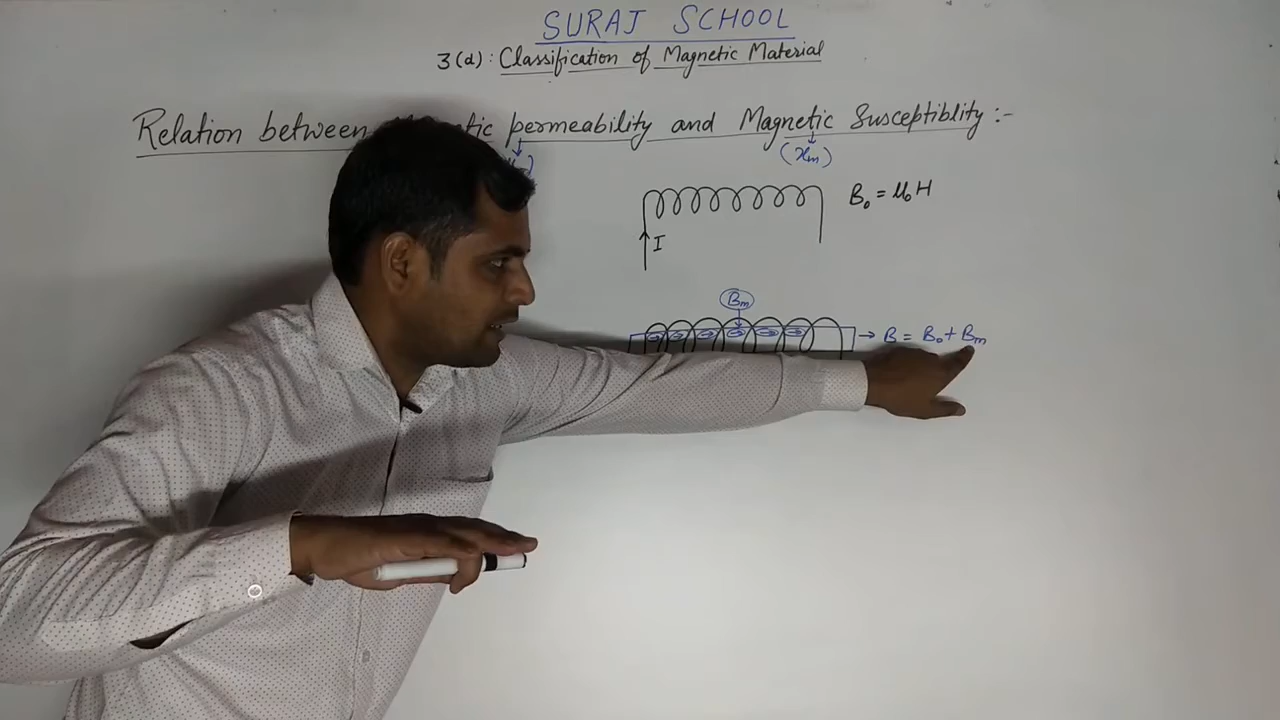 SURAJ SCHOOL
3(d): Classification of Magnetic Material
Relation between permeability and Magnetic Susceptiblity :-
(χm)
B₀ = μ₀H
I
Bm
→ B = B₀ + Bm